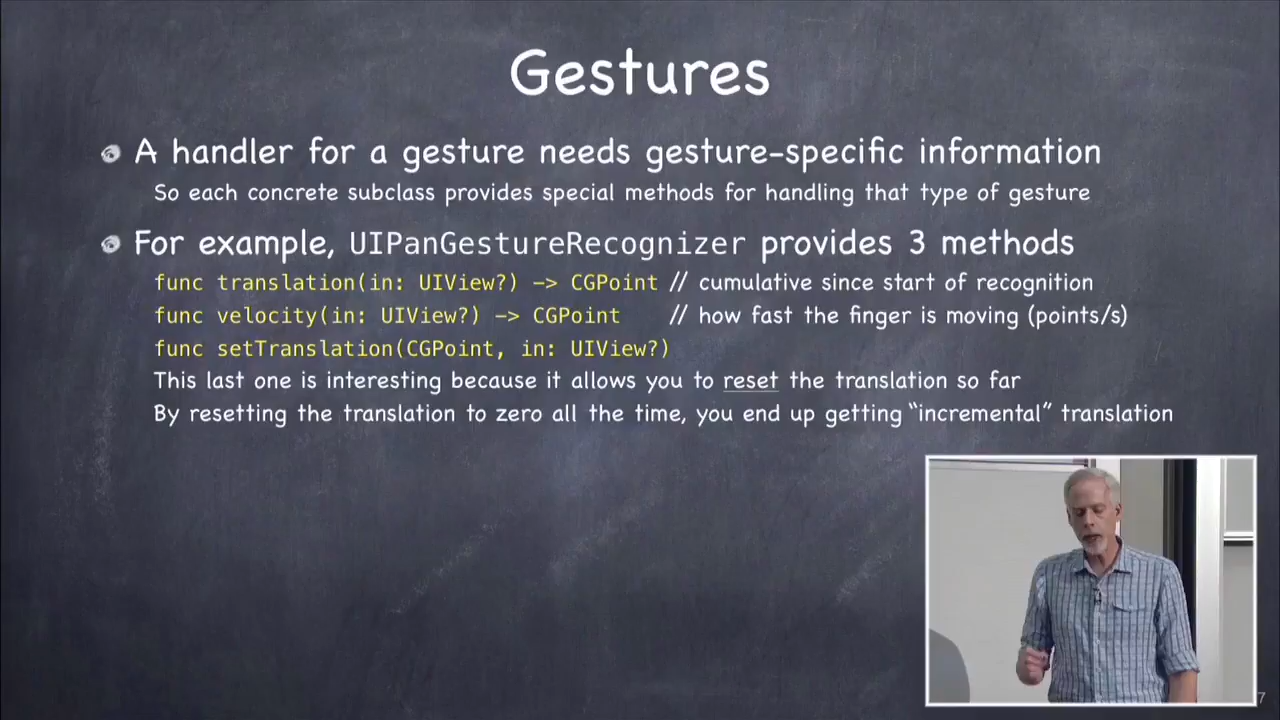 Gestures
A handler for a gesture needs gesture-specific information
So each concrete subclass provides special methods for handling that type of gesture
For example, UIPanGestureRecognizer provides 3 methods
func translation(in: UIView?) -> CGPoint // cumulative since start of recognition
func velocity(in: UIView?) -> CGPoint // how fast the finger is moving (points/s)
func setTranslation(CGPoint, in: UIView?)
This last one is interesting because it allows you to reset the translation so far
By resetting the translation to zero all the time, you end up getting “incremental” translation